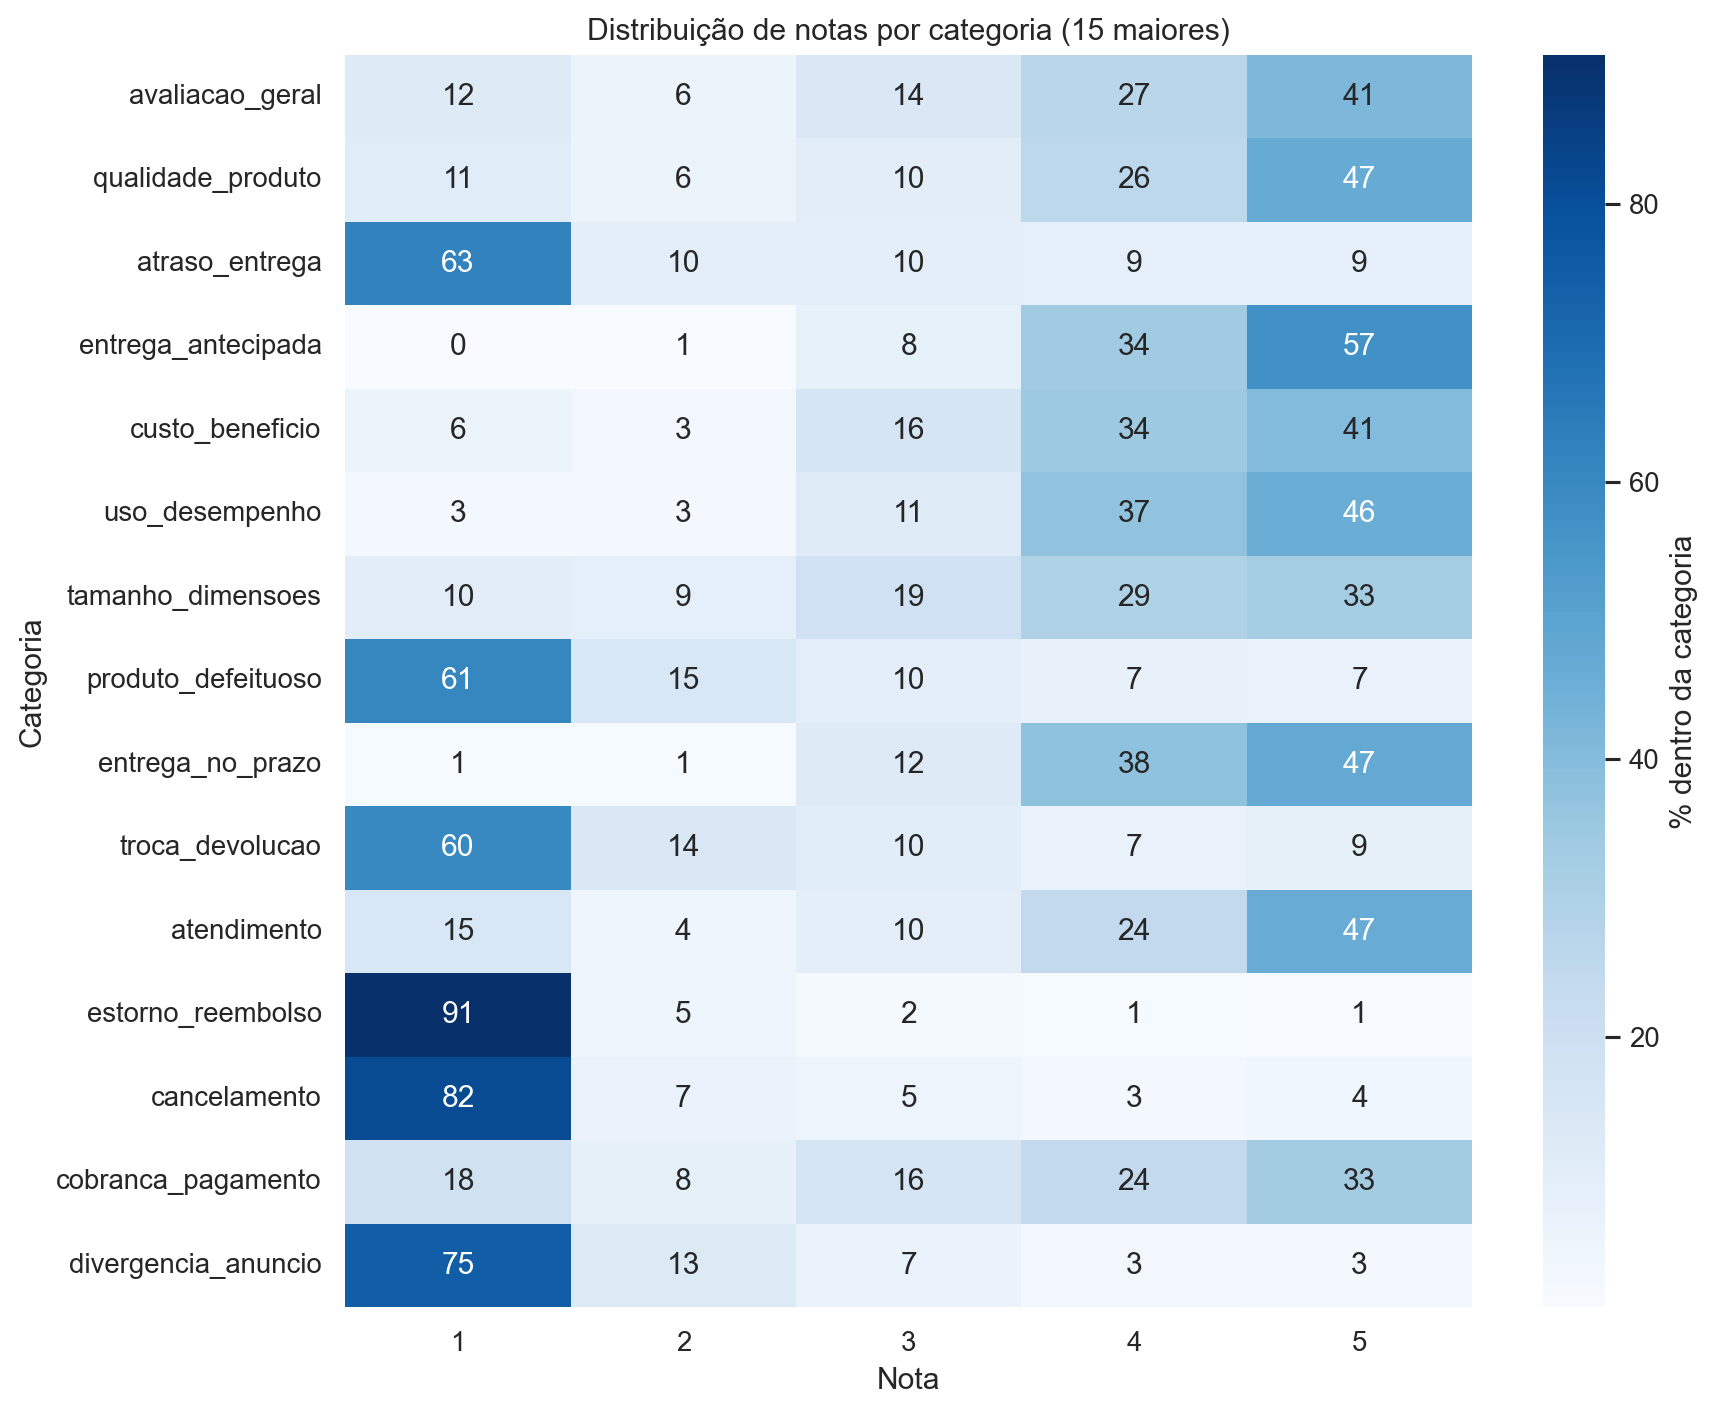 Distribuição de notas por categoria (15 maiores)
Categoria
avaliacao_geral 12 6 14 27 41
qualidade_produto 11 6 10 26 47
atraso_entrega 63 10 10 9 9
entrega_antecipada 0 1 8 34 57
custo_beneficio 6 3 16 34 41
uso_desempenho 3 3 11 37 46
tamanho_dimensoes 10 9 19 29 33
produto_defeituoso 61 15 10 7 7
entrega_no_prazo 1 1 12 38 47
troca_devolucao 60 14 10 7 9
atendimento 15 4 10 24 47
estorno_reembolso 91 5 2 1 1
cancelamento 82 7 5 3 4
cobranca_pagamento 18 8 16 24 33
divergencia_anuncio 75 13 7 3 3
1 2 3 4 5
Nota
80
60
40
20
% dentro da categoria